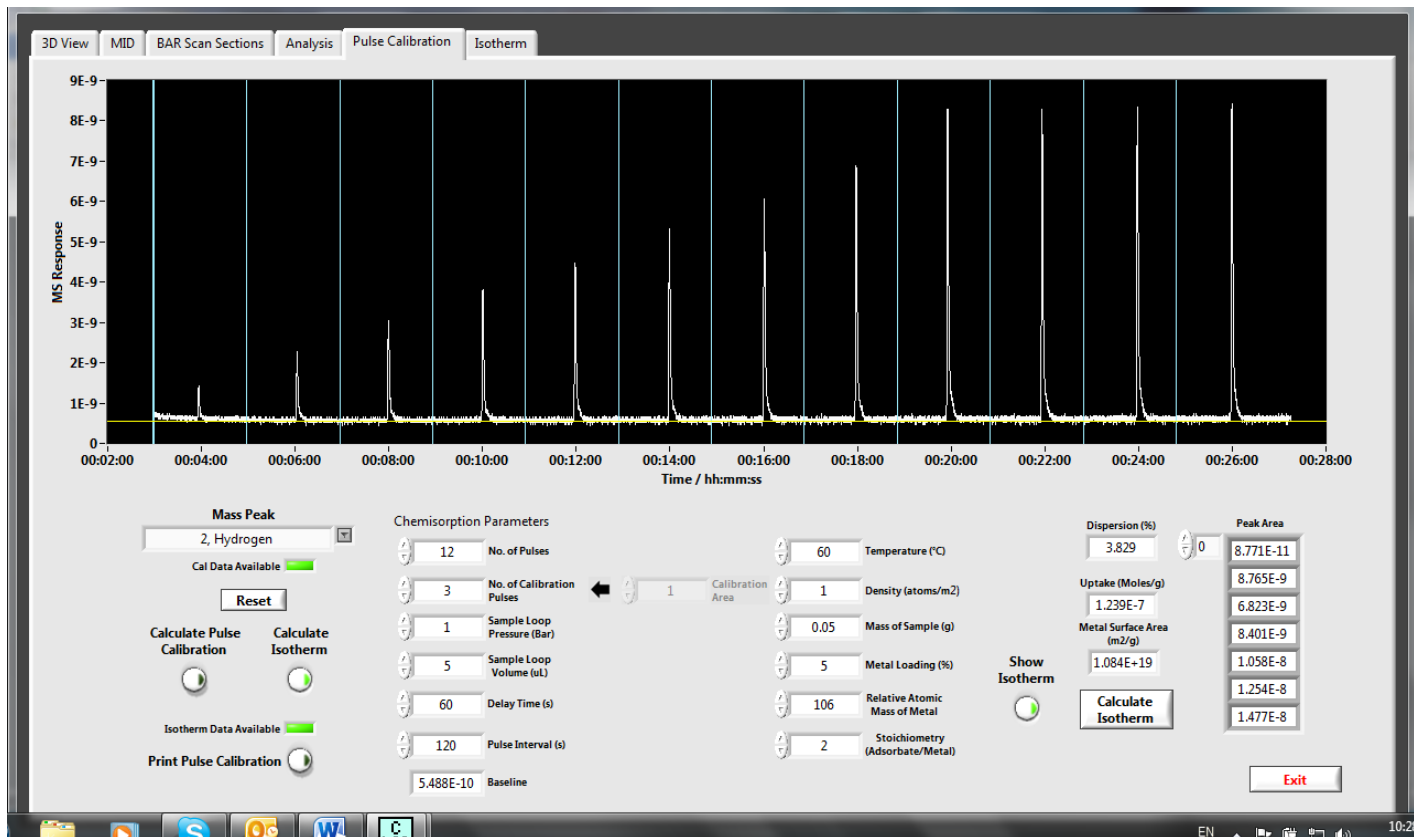 3D View MID BAR Scan Sections Analysis Pulse Calibration Isotherm
9E-9
8E-9
7E-9
6E-9
5E-9
4E-9
3E-9
2E-9
1E-9
0
MS Response
00:02:00 00:04:00 00:06:00 00:08:00 00:10:00 00:12:00 00:14:00 00:16:00 00:18:00 00:20:00 00:22:00 00:24:00 00:26:00 00:28:00
Time / hh:mm:ss
Mass Peak
2, Hydrogen
Cal Data Available
Reset
Calculate Pulse
Calibration
Calculate
Isotherm
Isotherm Data Available
Print Pulse Calibration
Chemisorption Parameters
12 No. of Pulses
3 No. of Calibration
Pulses
1 Calibration
Area
1 Sample Loop
Pressure (Bar)
5 Sample Loop
Volume (uL)
60 Delay Time (s)
120 Pulse Interval (s)
5.488E-10 Baseline
60 Temperature (°C)
1 Density (atoms/m2)
0.05 Mass of Sample (g)
5 Metal Loading (%)
106 Relative Atomic
Mass of Metal
2 Stoichiometry
(Adsorbate/Metal)
Show
Isotherm
Dispersion (%)
3.829
Uptake (Moles/g)
1.239E-7
Metal Surface Area
(m2/g)
1.084E+19
Calculate
Isotherm
Peak Area
0 8.771E-11
8.765E-9
6.823E-9
8.401E-9
1.058E-8
1.254E-8
1.477E-8
Exit
EN